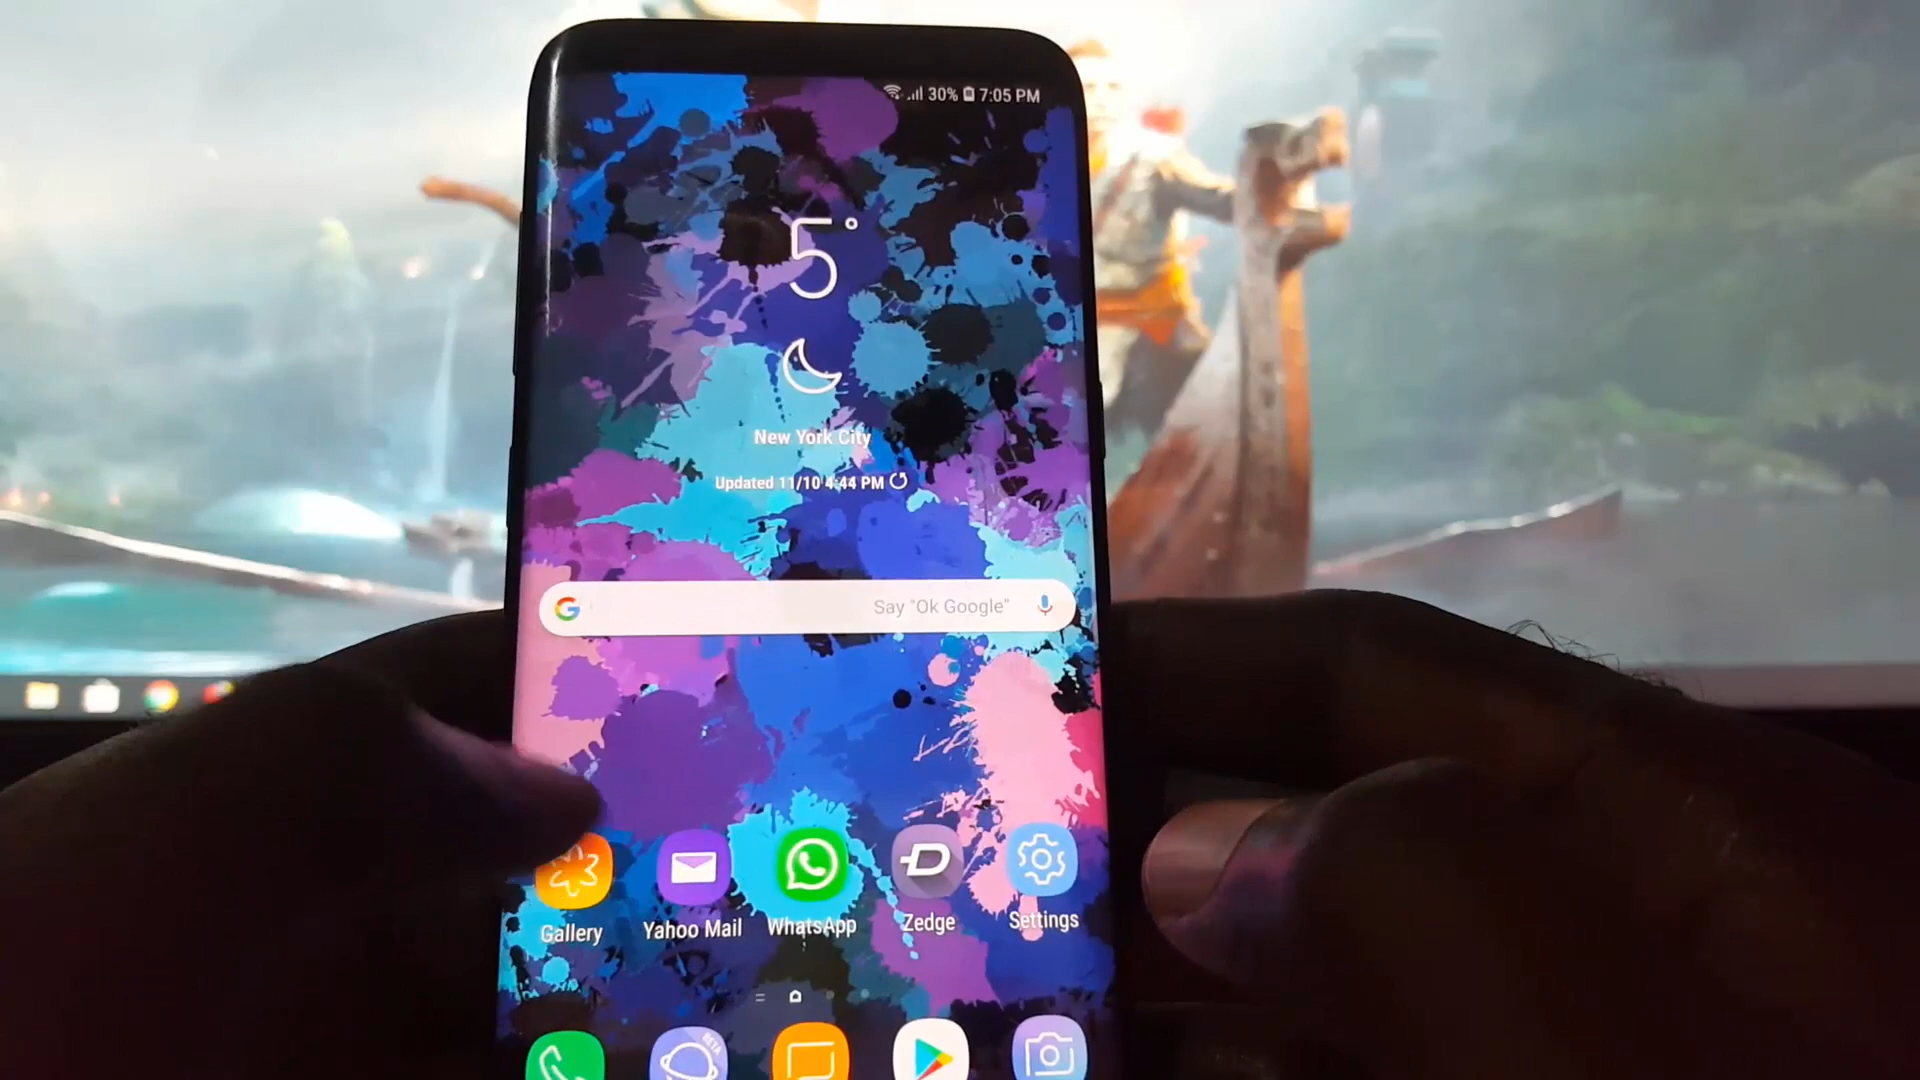 30% 7:05 PM
5°
New York City
Updated 11/10 4:44 PM
Say "Ok Google"
Gallery Yahoo Mail WhatsApp Zedge Settings
BETA